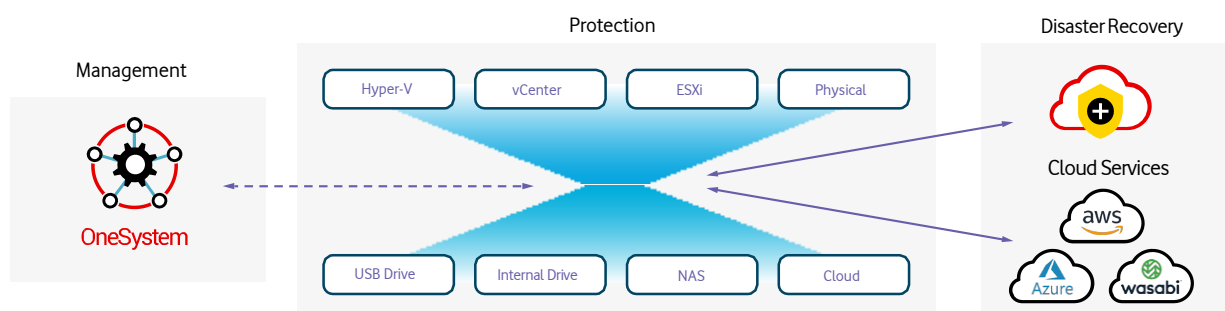 Management
OneSystem
Protection
Hyper-V
vCenter
ESXi
Physical
USB Drive
Internal Drive
NAS
Cloud
Disaster Recovery
Cloud Services
aws
Azure
wasabi